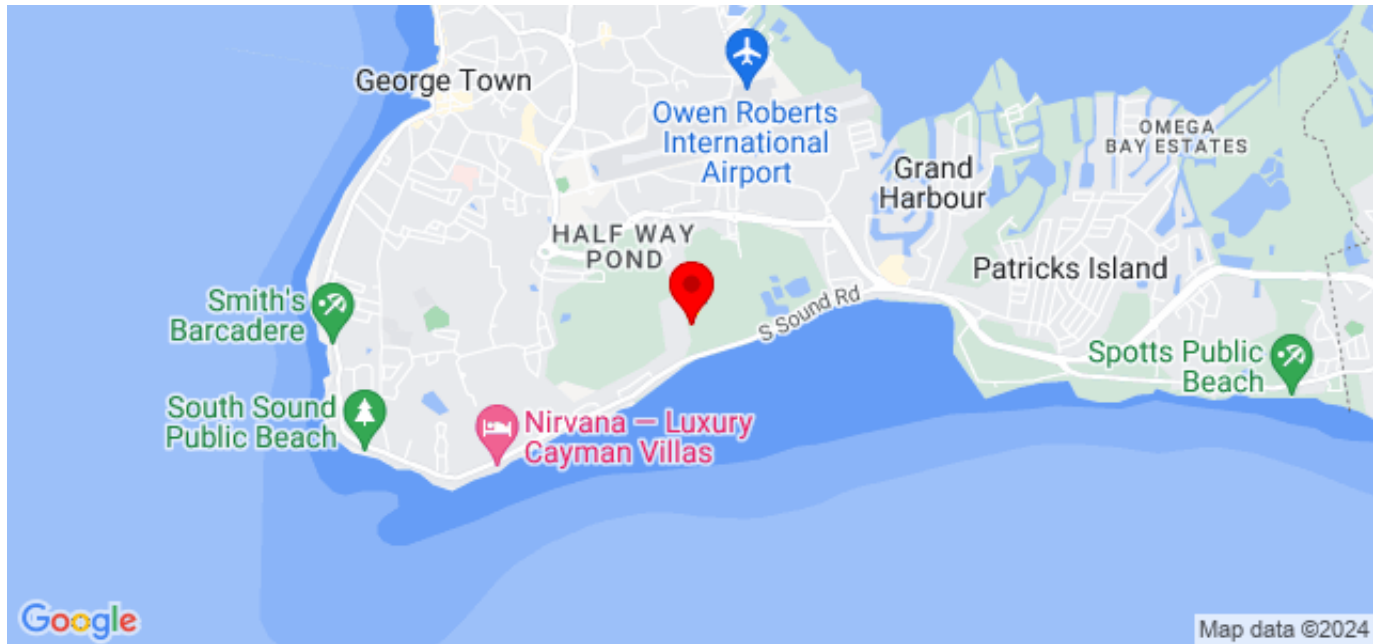 George Town
Owen Roberts
International
Airport
OMEGA
BAY ESTATES
Grand
Harbour
HALF WAY
POND
Patricks Island
Smith's
Barcadere
S Sound Rd
Spotts Public
Beach
South Sound
Public Beach
Nirvana — Luxury
Cayman Villas
Google
Map data ©2024